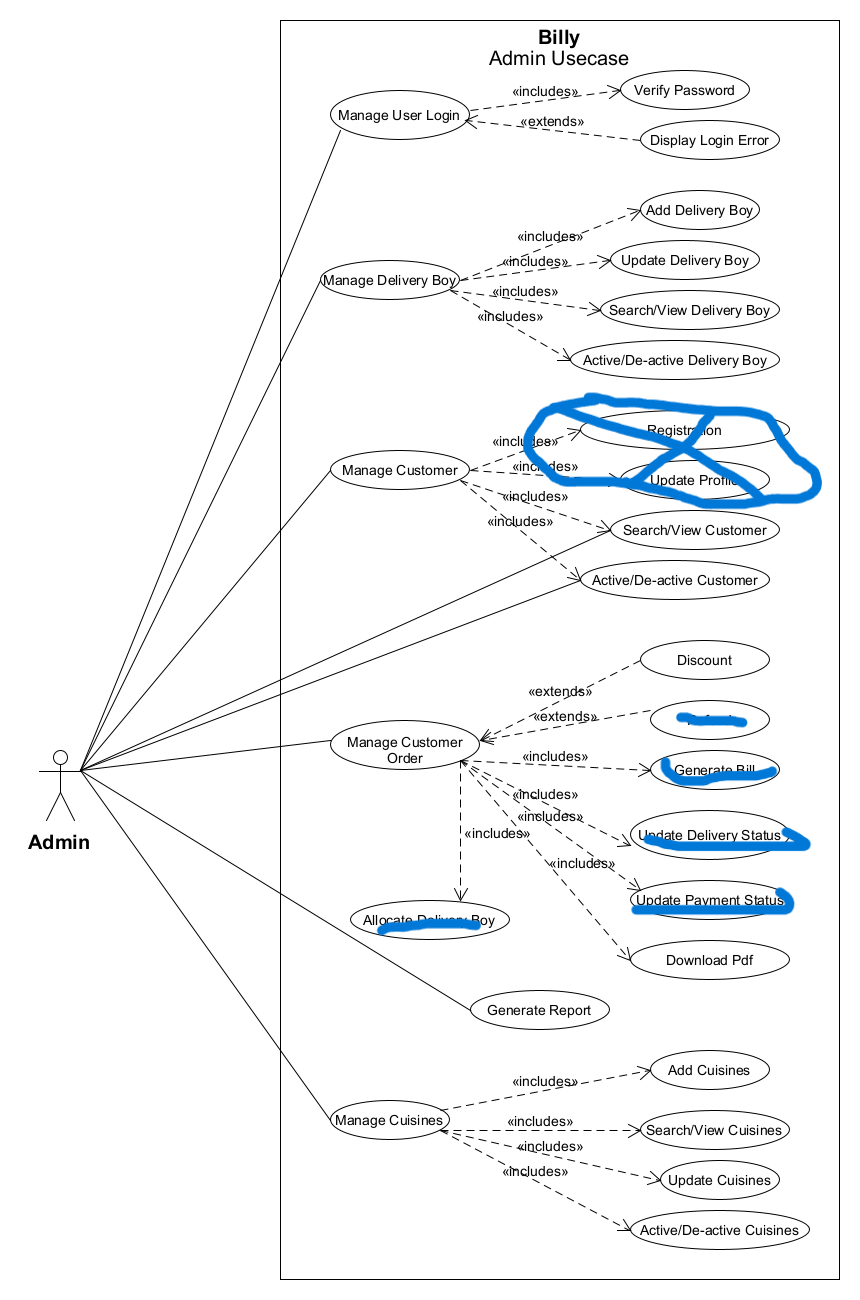 Billy
Admin Usecase
Manage User Login
«includes»
Verify Password
«extends»
Display Login Error
Manage Delivery Boy
«includes»
Add Delivery Boy
«includes»
Update Delivery Boy
«includes»
Search/View Delivery Boy
«includes»
Active/De-active Delivery Boy
Manage Customer
«includes»
Registration
«includes»
Update Profile
«includes»
Search/View Customer
«includes»
Active/De-active Customer
Admin
Manage Customer
Order
«extends»
Discount
«extends»
«includes»
Generate Bill
«includes»
Update Delivery Status
«includes»
Update Payment Status
«includes»
Download Pdf
«includes»
Allocate Delivery Boy
Generate Report
Manage Cuisines
«includes»
Add Cuisines
«includes»
Search/View Cuisines
«includes»
Update Cuisines
«includes»
Active/De-active Cuisines